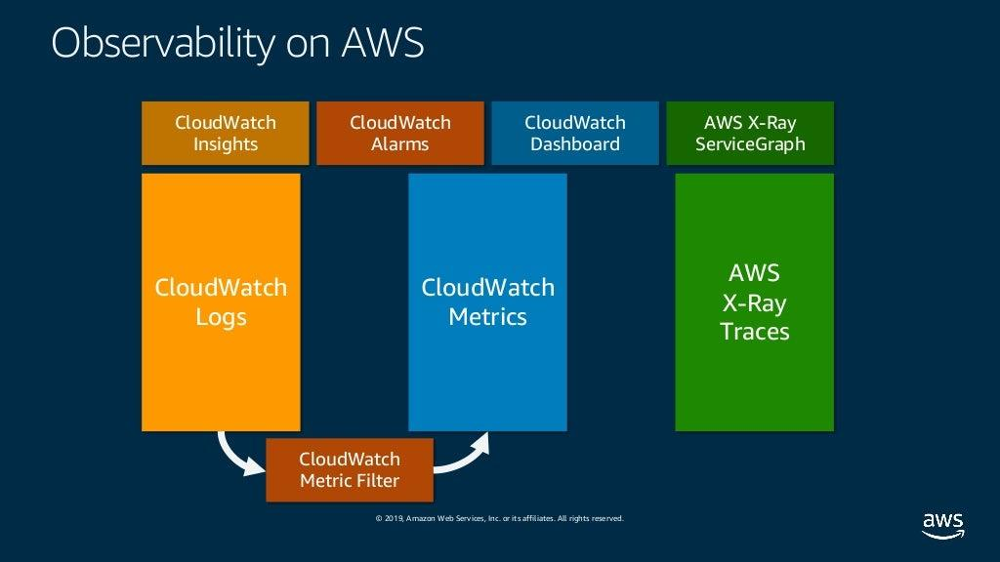 Observability on AWS
CloudWatch
Insights
CloudWatch
Alarms
CloudWatch
Dashboard
AWS X-Ray
ServiceGraph
CloudWatch
Logs
CloudWatch
Metrics
AWS
X-Ray
Traces
CloudWatch
Metric Filter
© 2019, Amazon Web Services, Inc. or its affiliates. All rights reserved.
aws